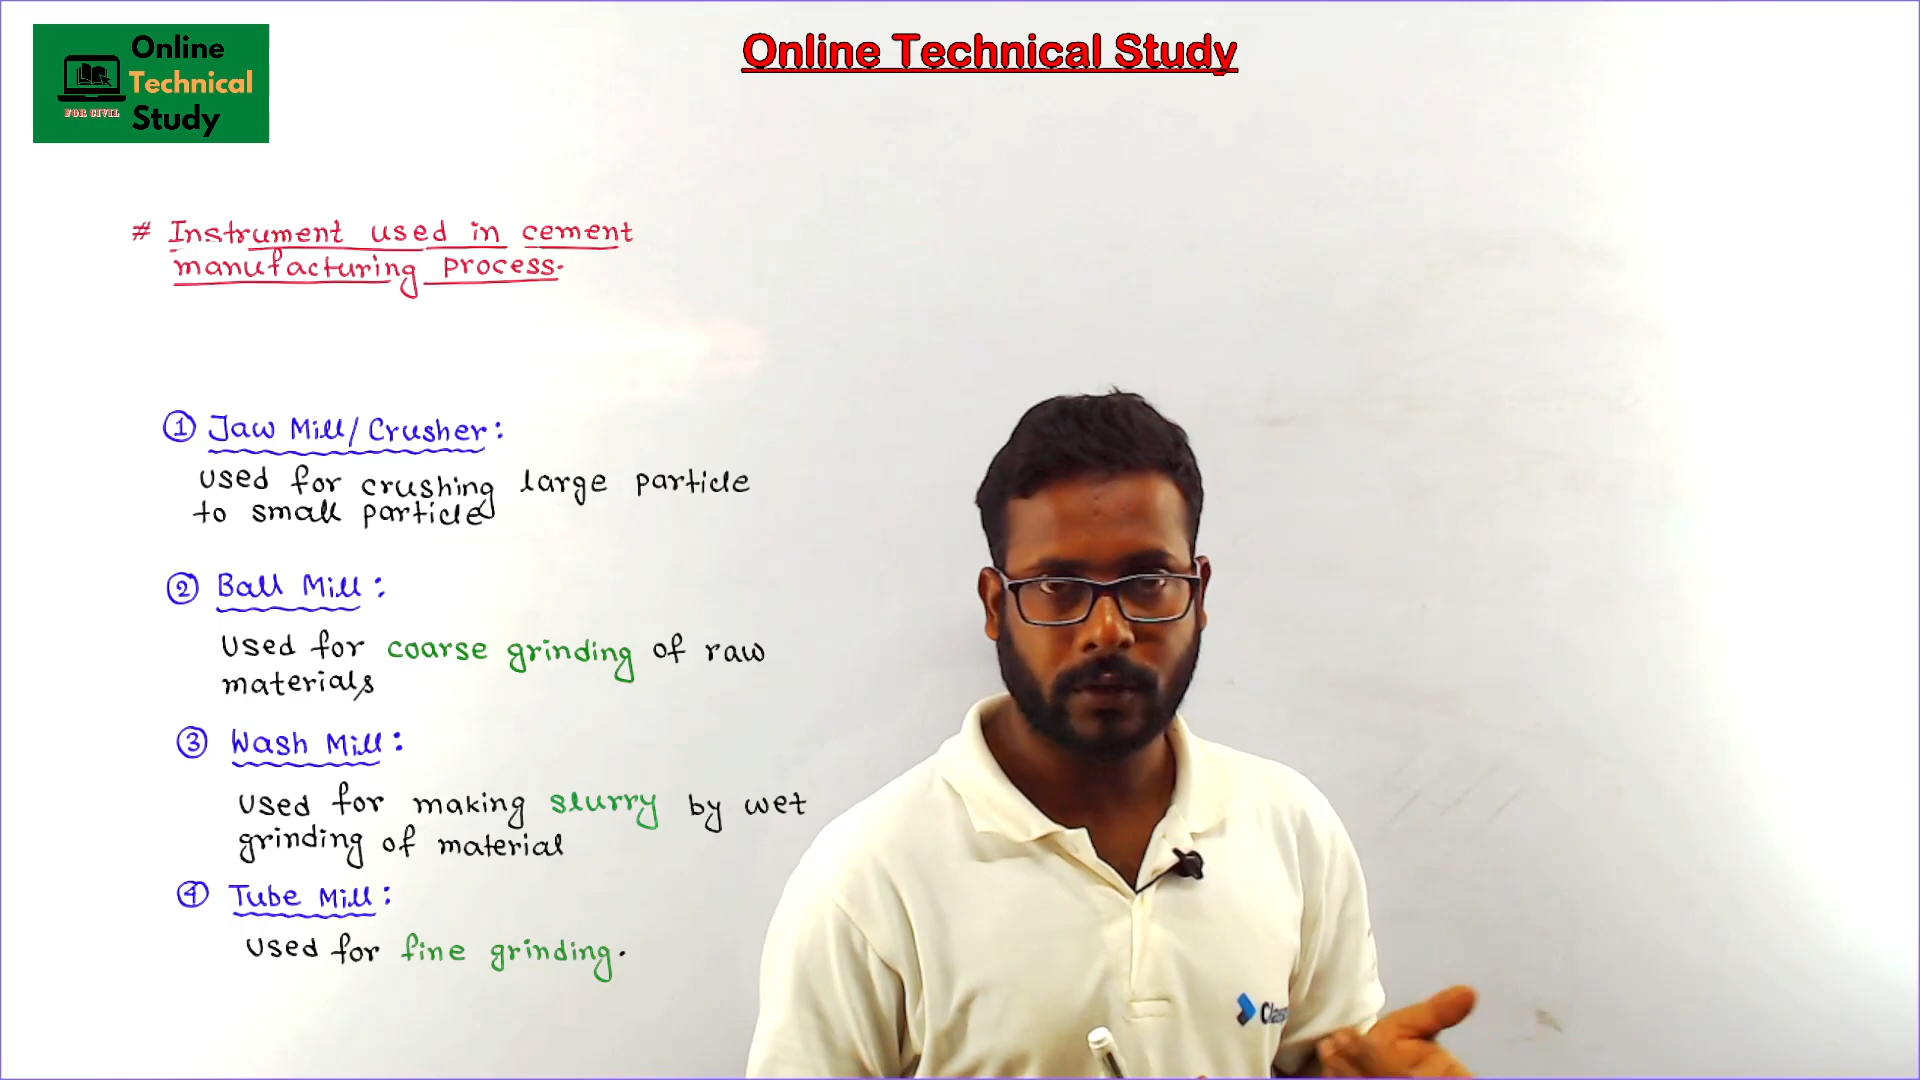 Online
Technical
Study
FOR CIVIL
Online Technical Study
# Instrument used in cement
manufacturing process.
① Jaw Mill/Crusher:
used for crushing large particle
to small particle
② Ball Mill:
used for coarse grinding of raw
materials
③ Wash Mill:
used for making slurry by wet
grinding of material
④ Tube Mill:
used for fine grinding.